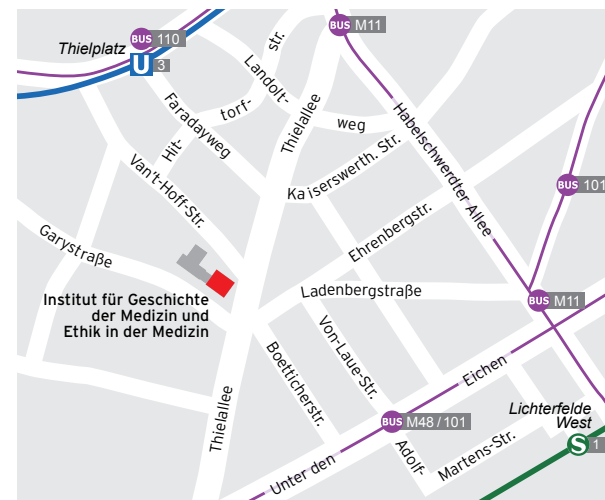 BUS 110
Thielplatz
U 3
BUS M11
Hit-
torf-
str.
Landolt-
weg
Faradayweg
Thielallee
Habelschwerdter Allee
Kaiserswerth. Str.
Van't-Hoff-Str.
BUS 101
Garystraße
Ehrenbergstr.
Institut für Geschichte
der Medizin und
Ethik in der Medizin
Ladenbergstraße
BUS M11
Von-Laue-Str.
Boetticherstr.
Thielallee
Unter den
Eichen
BUS M48 / 101
Lichterfelde
West
S 1
Adolf-
Martens-Str.